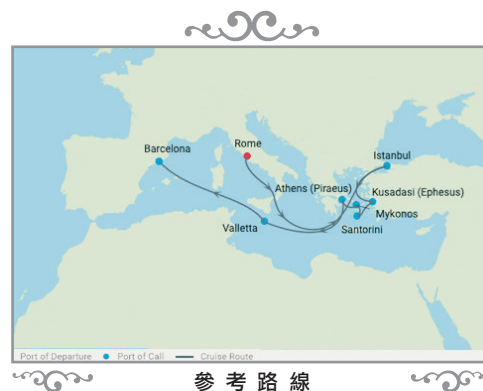 Barcelona
Rome
Istanbul
Athens (Piraeus)
Kusadasi (Ephesus)
Mykonos
Santorini
Valletta
Port of Departure Port of Call Cruise Route
參考路線